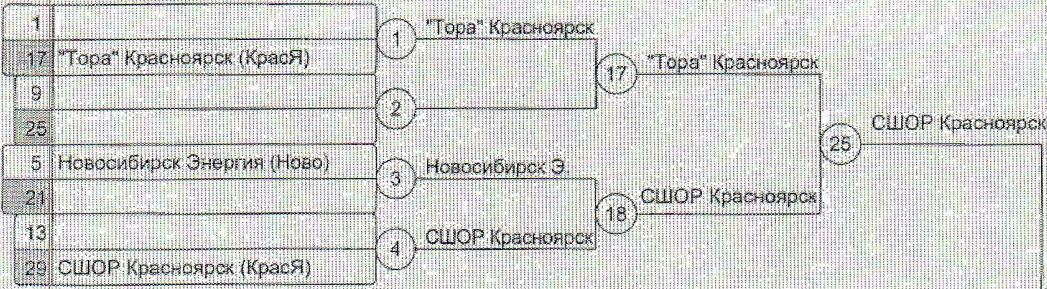 1
17 "Тора" Красноярск (КрасЯ)
9
25
5 Новосибирск Энергия (Ново)
21
13
29 СШОР Красноярск (КрасЯ)
1 "Тора" Красноярск
2
3 Новосибирск Э.
4 СШОР Красноярск
17 "Тора" Красноярск
18 СШОР Красноярск
25 СШОР Красноярск